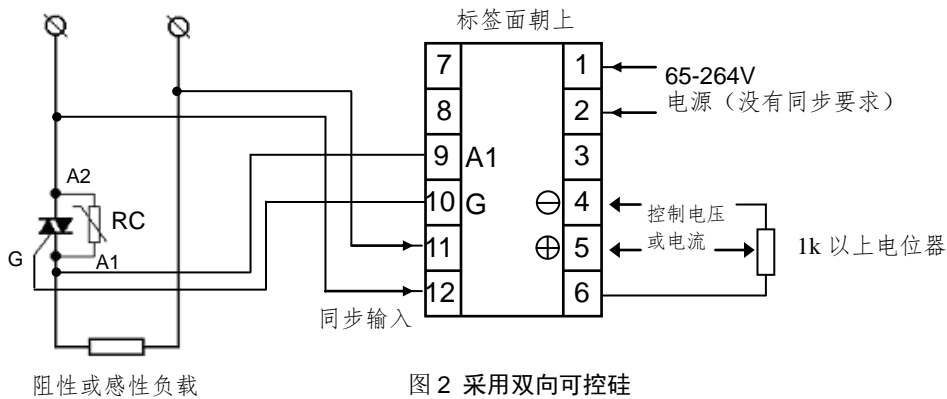 标签面朝上
7
1
65-264V
电源（没有同步要求）
8
2
9
A1
3
A2
10
G
⊖
4
控制电压
或电流
RC
G
A1
11
⊕
5
1k 以上电位器
12
6
同步输入
阻性或感性负载
图 2 采用双向可控硅